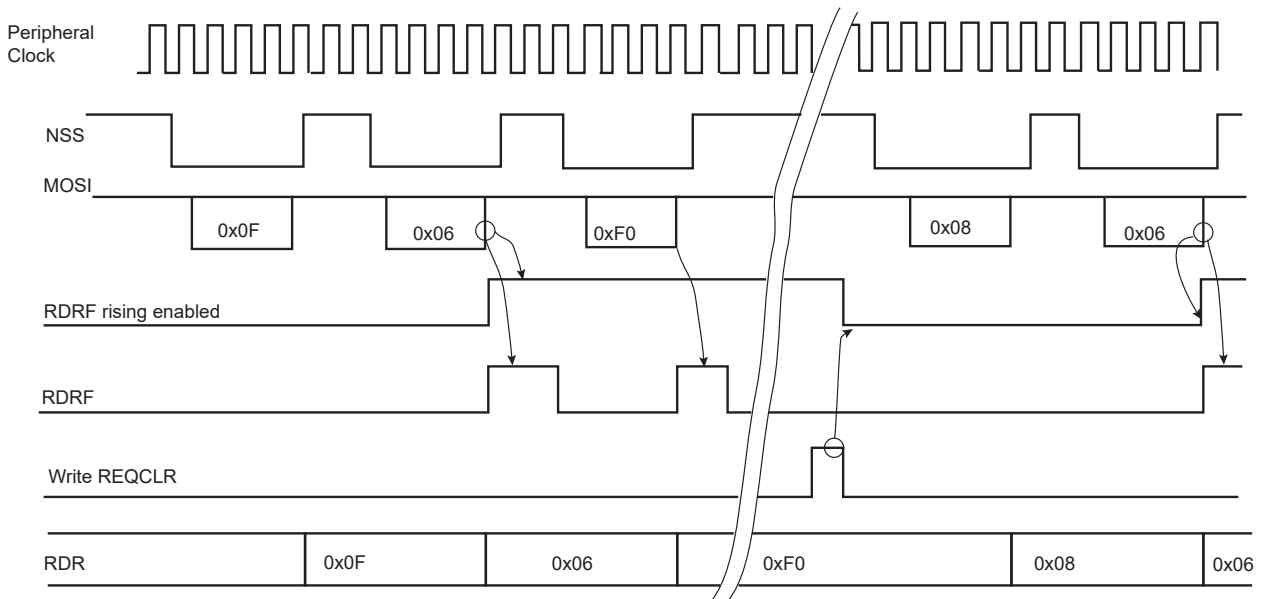 Peripheral
Clock
NSS
MOSI
0x0F
0x06
0xF0
0x08
0x06
RDRF rising enabled
RDRF
Write REQCLR
RDR
0x0F
0x06
0xF0
0x08
0x06